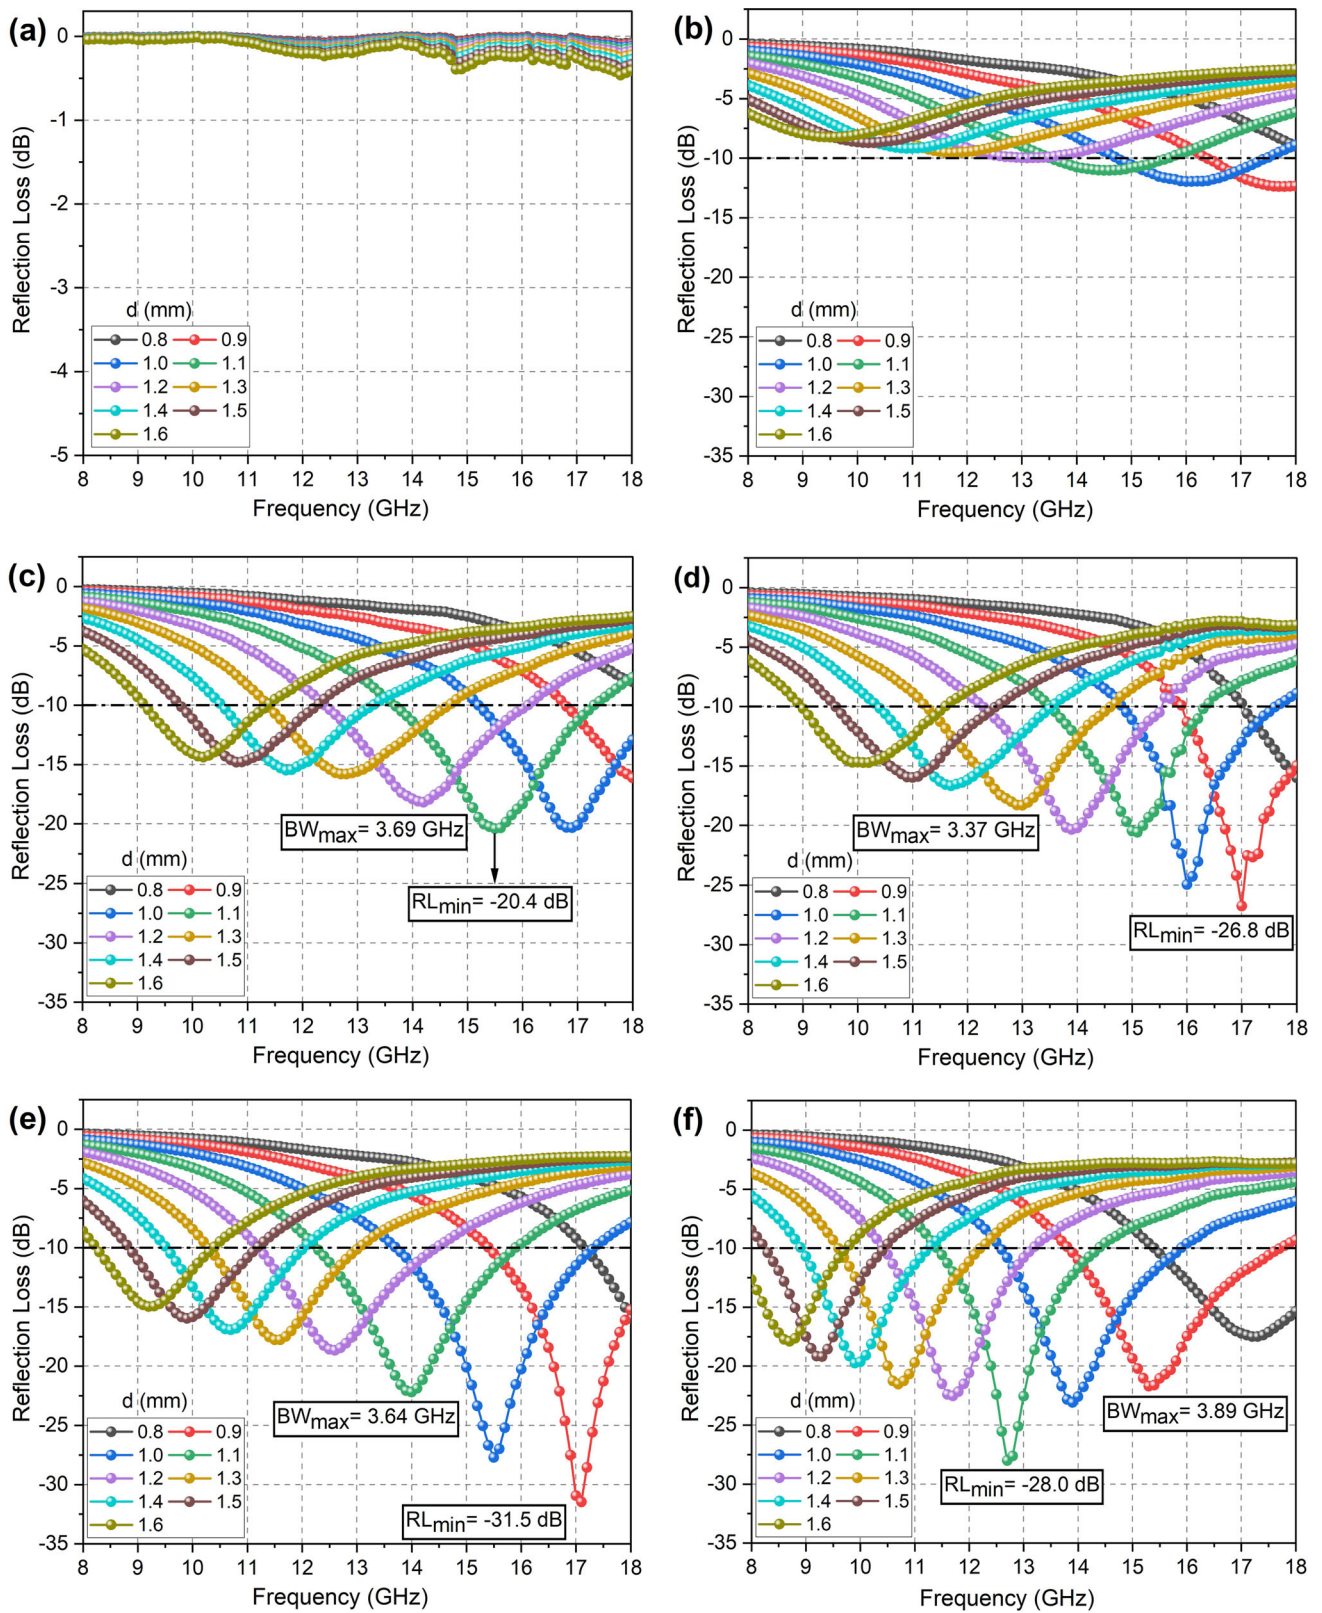 (a)
0
-1
-2
-3
-4
-5
Reflection Loss (dB)
d (mm)
0.8 0.9
1.0 1.1
1.2 1.3
1.4 1.5
1.6
8 9 10 11 12 13 14 15 16 17 18
Frequency (GHz)
(b)
0
-5
-10
-15
-20
-25
-30
-35
Reflection Loss (dB)
d (mm)
0.8 0.9
1.0 1.1
1.2 1.3
1.4 1.5
1.6
8 9 10 11 12 13 14 15 16 17 18
Frequency (GHz)
(c)
0
-5
-10
-15
-20
-25
-30
-35
Reflection Loss (dB)
BWmax= 3.69 GHz
RLmin= -20.4 dB
d (mm)
0.8 0.9
1.0 1.1
1.2 1.3
1.4 1.5
1.6
8 9 10 11 12 13 14 15 16 17 18
Frequency (GHz)
(d)
0
-5
-10
-15
-20
-25
-30
-35
Reflection Loss (dB)
BWmax= 3.37 GHz
RLmin= -26.8 dB
d (mm)
0.8 0.9
1.0 1.1
1.2 1.3
1.4 1.5
1.6
8 9 10 11 12 13 14 15 16 17 18
Frequency (GHz)
(e)
0
-5
-10
-15
-20
-25
-30
-35
Reflection Loss (dB)
BWmax= 3.64 GHz
RLmin= -31.5 dB
d (mm)
0.8 0.9
1.0 1.1
1.2 1.3
1.4 1.5
1.6
8 9 10 11 12 13 14 15 16 17 18
Frequency (GHz)
(f)
0
-5
-10
-15
-20
-25
-30
-35
Reflection Loss (dB)
BWmax= 3.89 GHz
RLmin= -28.0 dB
d (mm)
0.8 0.9
1.0 1.1
1.2 1.3
1.4 1.5
1.6
8 9 10 11 12 13 14 15 16 17 18
Frequency (GHz)